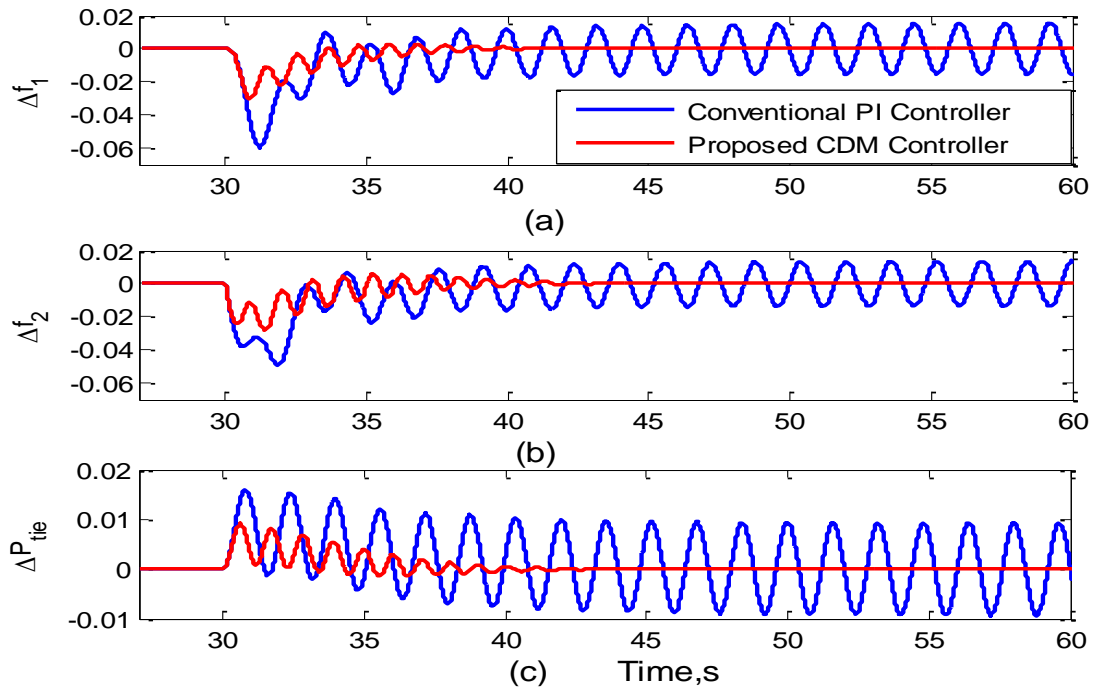 0.02
0
-0.02
-0.04
-0.06
Δf1
Conventional PI Controller
Proposed CDM Controller
30 35 40 45 50 55 60
(a)
0.02
0
-0.02
-0.04
-0.06
Δf2
30 35 40 45 50 55 60
(b)
0.02
0.01
0
-0.01
ΔPtie
30 35 40 45 50 55 60
(c) Time,s